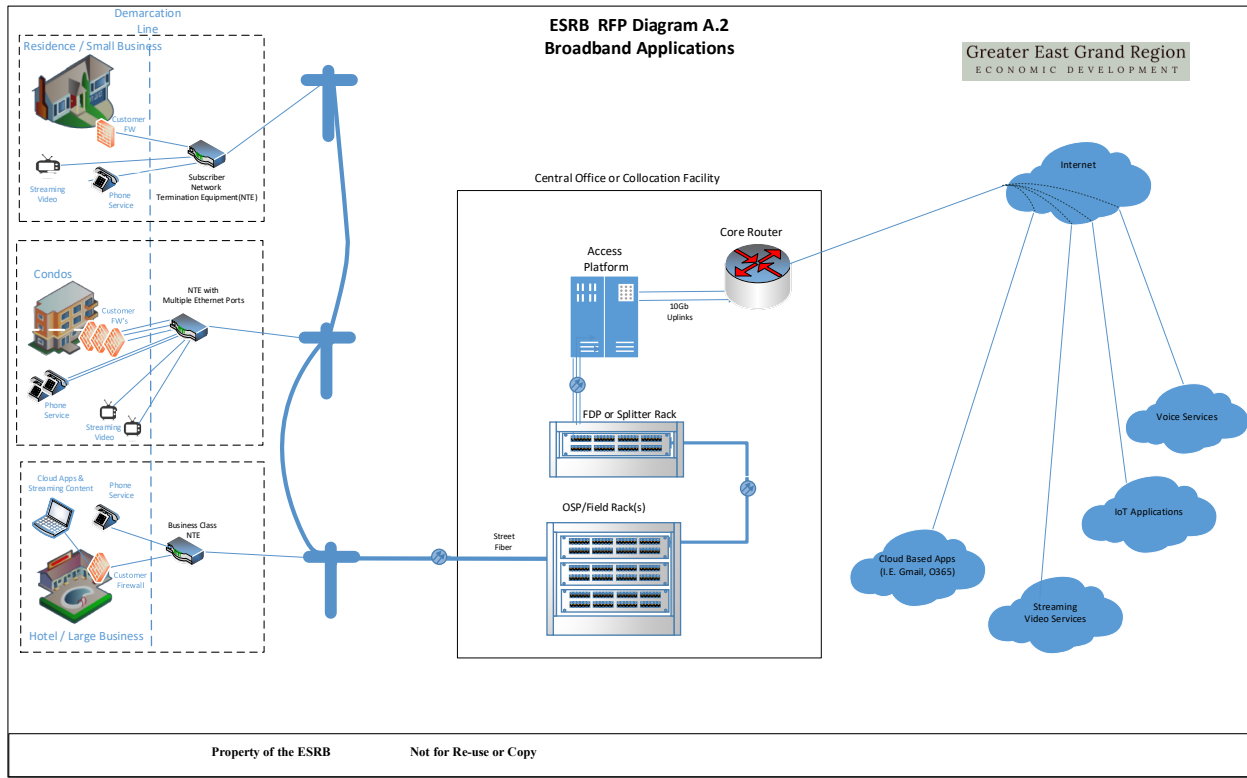 ESRB RFP Diagram A.2
Broadband Applications
Greater East Grand Region
ECONOMIC DEVELOPMENT
Demarcation
Line
Residence / Small Business
Customer
FW
Streaming
Video
Phone
Service
Subscriber
Network
Termination Equipment(NTE)
Condos
NTE with
Multiple Ethernet Ports
Customer
FW's
Phone
Service
Streaming
Video
Cloud Apps &
Streaming Content
Phone
Service
Business Class
NTE
Customer
Firewall
Hotel / Large Business
Street
Fiber
Central Office or Collocation Facility
Access
Platform
Core Router
10Gb
Uplinks
FDP or Splitter Rack
OSP/Field Rack(s)
Internet
Voice Services
IoT Applications
Cloud Based Apps
(I.E. Gmail, O365)
Streaming
Video Services
Property of the ESRB Not for Re-use or Copy